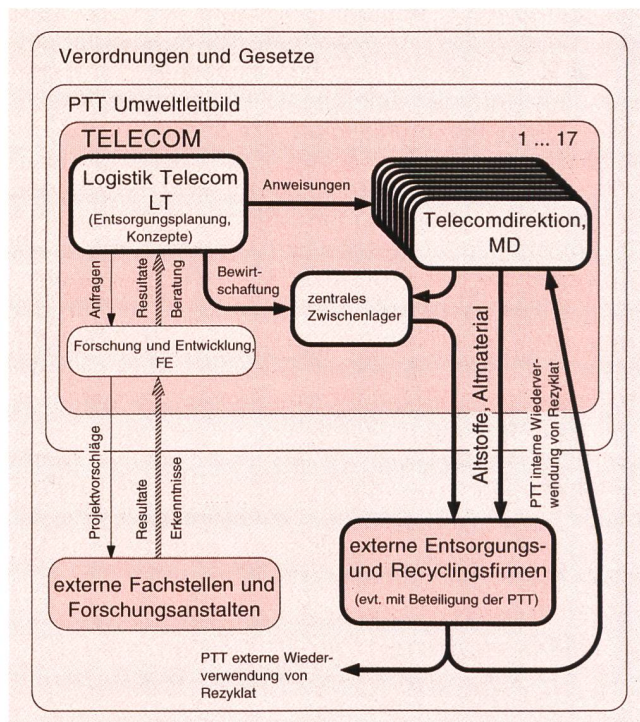 Verordnungen und Gesetze
PTT Umweltleitbild
TELECOM
1 ... 17
Logistik Telecom
LT
(Entsorgungsplanung,
Konzepte)
Anweisungen
Telecomdirektion,
MD
Anfragen
Resultate
Beratung
Bewirt-
schaftung
zentrales
Zwischenlager
Forschung und Entwicklung,
FE
Altstoffe, Altmaterial
PTT interne Wiederver-
wendung von Rezyklat
Projektvorschläge
Resultate
Erkenntnisse
externe Fachstellen und
Forschungsanstalten
externe Entsorgungs-
und Recyclingsfirmen
(evt. mit Beteiligung der PTT)
PTT externe Wieder-
verwendung von
Rezyklat